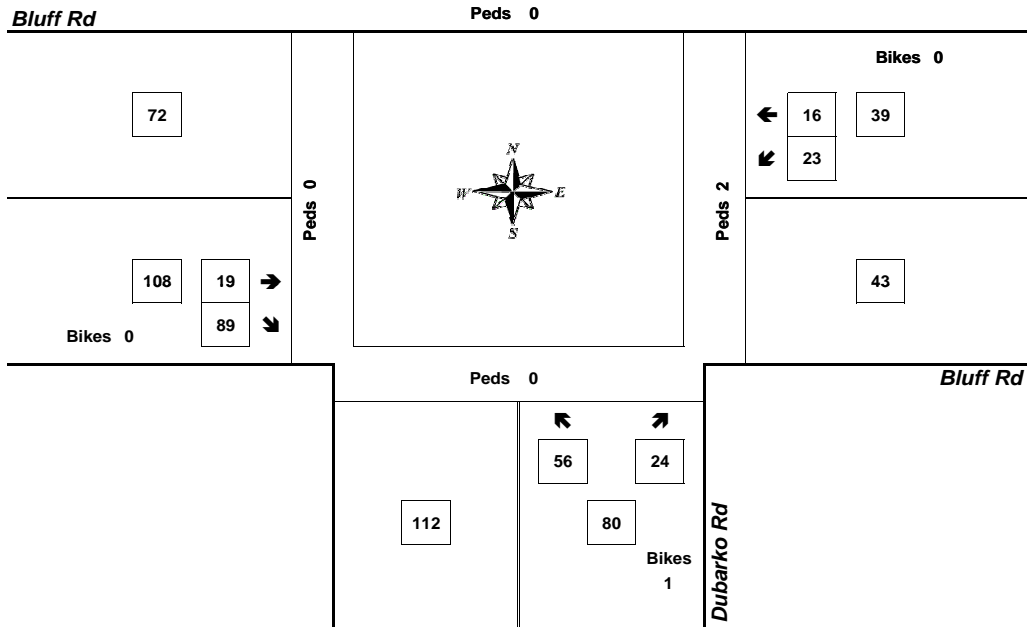 Bluff Rd
Peds 0
Bikes 0
72
16 39
23
N
W E
S
Peds 0
Peds 2
108 19
89
Bikes 0
43
Peds 0
Bluff Rd
56 24
112
80
Bikes
1
Dubarko Rd